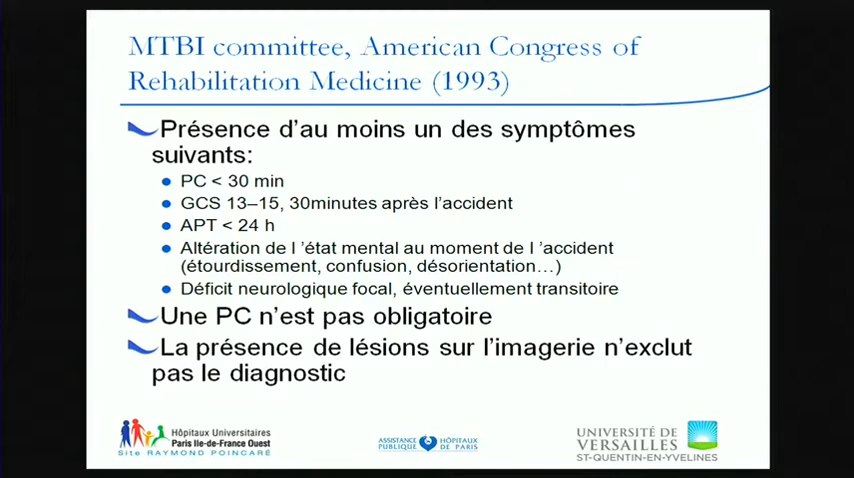 MTBI committee, American Congress of
Rehabilitation Medicine (1993)
Présence d'au moins un des symptômes
suivants:
PC < 30 min
GCS 13–15, 30minutes après l'accident
APT < 24 h
Altération de l 'état mental au moment de l 'accident
(étourdissement, confusion, désorientation…)
Déficit neurologique focal, éventuellement transitoire
Une PC n'est pas obligatoire
La présence de lésions sur l'imagerie n'exclut
pas le diagnostic
Hôpitaux Universitaires
Paris Ile-de-France Ouest
Site RAYMOND POINCARÉ
ASSISTANCE HÔPITAUX
PUBLIQUE DE PARIS
UNIVERSITÉ DE
VERSAILLES
ST-QUENTIN-EN-YVELINES